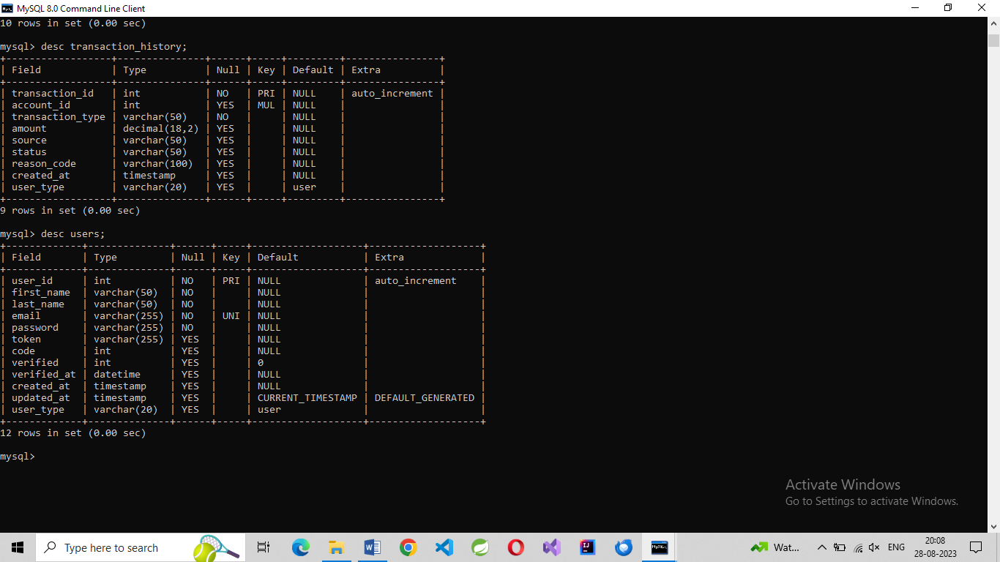 MySQL 8.0 Command Line Client
10 rows in set (0.00 sec)
mysql> desc transaction_history;
+------------------+---------------+------+-----+---------+----------------+
| Field            | Type          | Null | Key | Default | Extra          |
+------------------+---------------+------+-----+---------+----------------+
| transaction_id   | int           | NO   | PRI | NULL    | auto_increment |
| account_id       | int           | YES  | MUL | NULL    |                |
| transaction_type | varchar(50)   | NO   |     | NULL    |                |
| amount           | decimal(18,2) | YES  |     | NULL    |                |
| source           | varchar(50)   | YES  |     | NULL    |                |
| status           | varchar(50)   | YES  |     | NULL    |                |
| reason_code      | varchar(100)  | YES  |     | NULL    |                |
| created_at       | timestamp     | YES  |     | NULL    |                |
| user_type        | varchar(20)   | YES  |     | user    |                |
+------------------+---------------+------+-----+---------+----------------+
9 rows in set (0.00 sec)
mysql> desc users;
+-------------+--------------+------+-----+-------------------+-------------------+
| Field       | Type         | Null | Key | Default           | Extra             |
+-------------+--------------+------+-----+-------------------+-------------------+
| user_id     | int          | NO   | PRI | NULL              | auto_increment    |
| first_name  | varchar(50)  | NO   |     | NULL              |                   |
| last_name   | varchar(50)  | NO   |     | NULL              |                   |
| email       | varchar(255) | NO   | UNI | NULL              |                   |
| password    | varchar(255) | NO   |     | NULL              |                   |
| token       | varchar(255) | YES  |     | NULL              |                   |
| code        | int          | YES  |     | NULL              |                   |
| verified    | int          | YES  |     | 0                 |                   |
| verified_at | datetime     | YES  |     | NULL              |                   |
| created_at  | timestamp    | YES  |     | NULL              |                   |
| updated_at  | timestamp    | YES  |     | CURRENT_TIMESTAMP | DEFAULT_GENERATED |
| user_type   | varchar(20)  | YES  |     | user              |                   |
+-------------+--------------+------+-----+-------------------+-------------------+
12 rows in set (0.00 sec)
mysql>
Activate Windows
Go to Settings to activate Windows.
Type here to search
Wat...
ENG
20:08
28-08-2023